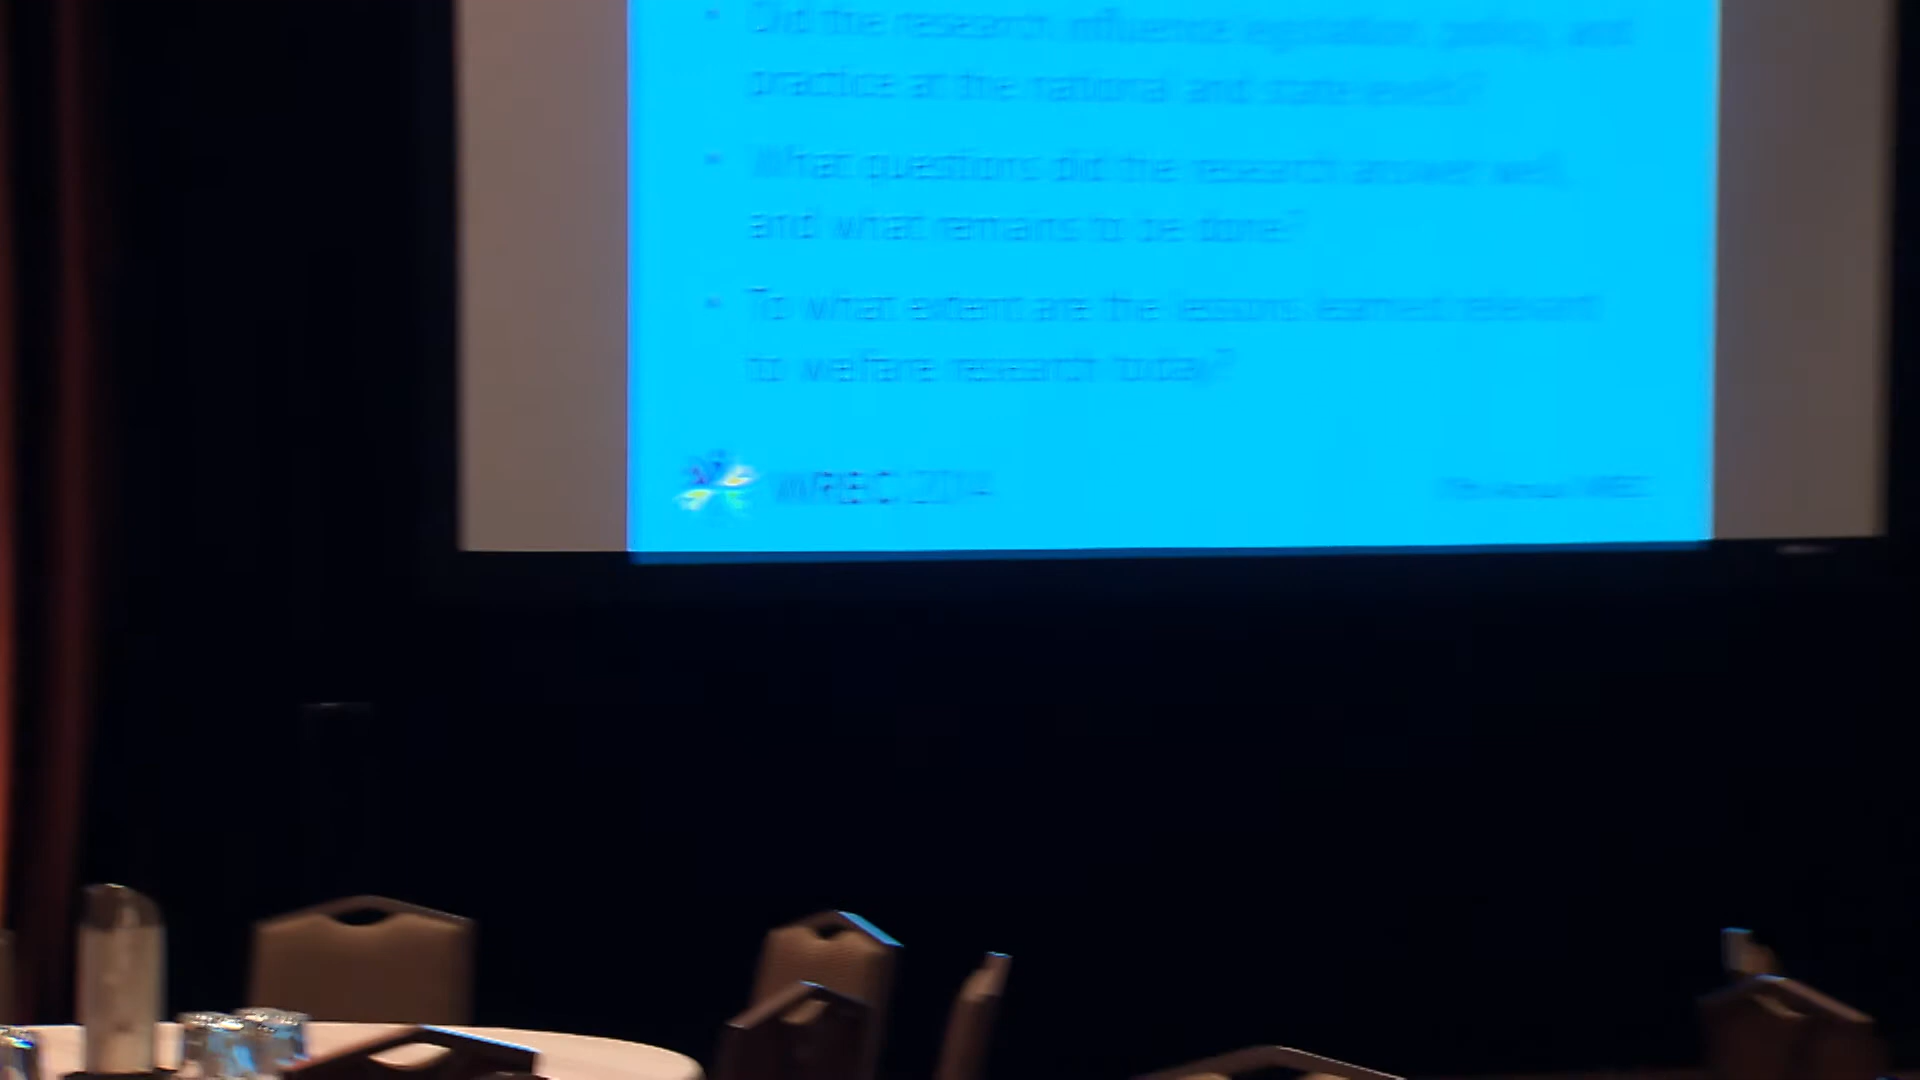 • Did the research influence legislation, policy, and
practice at the national and state levels?
• What questions did the research answer well,
and what remains to be done?
• To what extent are the lessons learned relevant
to welfare research today?
WREC 2014